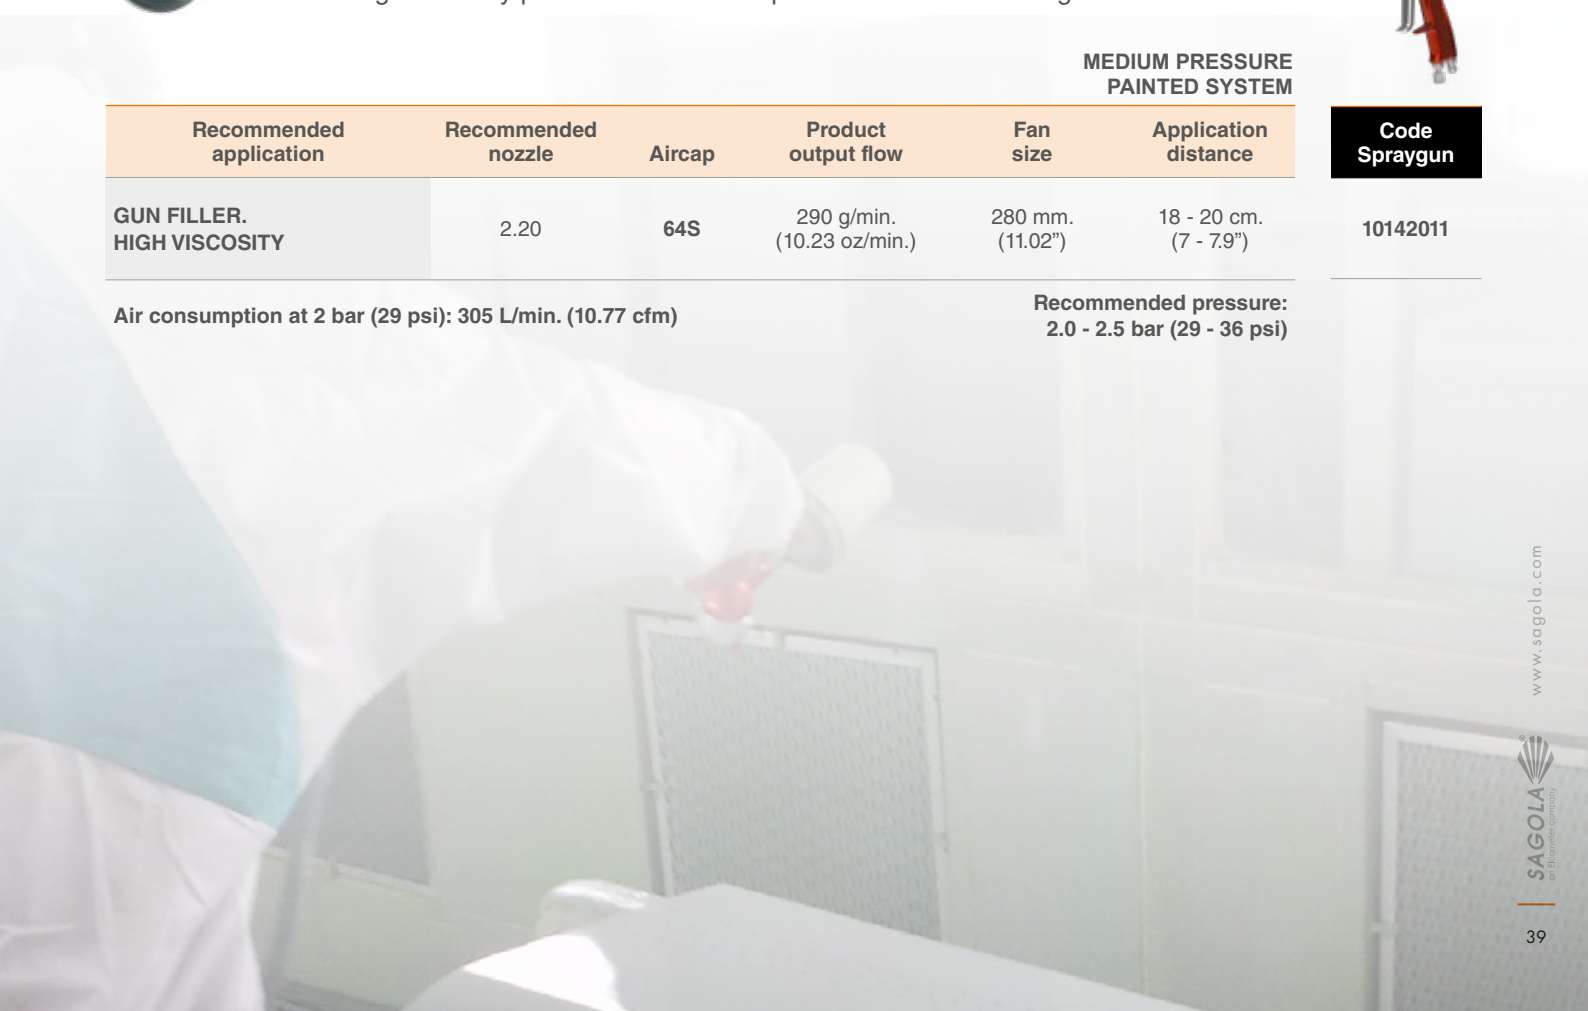 MEDIUM PRESSURE
PAINTED SYSTEM
Recommended application
Recommended nozzle
Aircap
Product output flow
Fan size
Application distance
Code Spraygun
GUN FILLER.
HIGH VISCOSITY
2.20
64S
290 g/min.
(10.23 oz/min.)
280 mm.
(11.02”)
18 - 20 cm.
(7 - 7.9”)
10142011
Air consumption at 2 bar (29 psi): 305 L/min. (10.77 cfm)
Recommended pressure:
2.0 - 2.5 bar (29 - 36 psi)
www.sagola.com
SAGOLA®
an Elcometer company
39